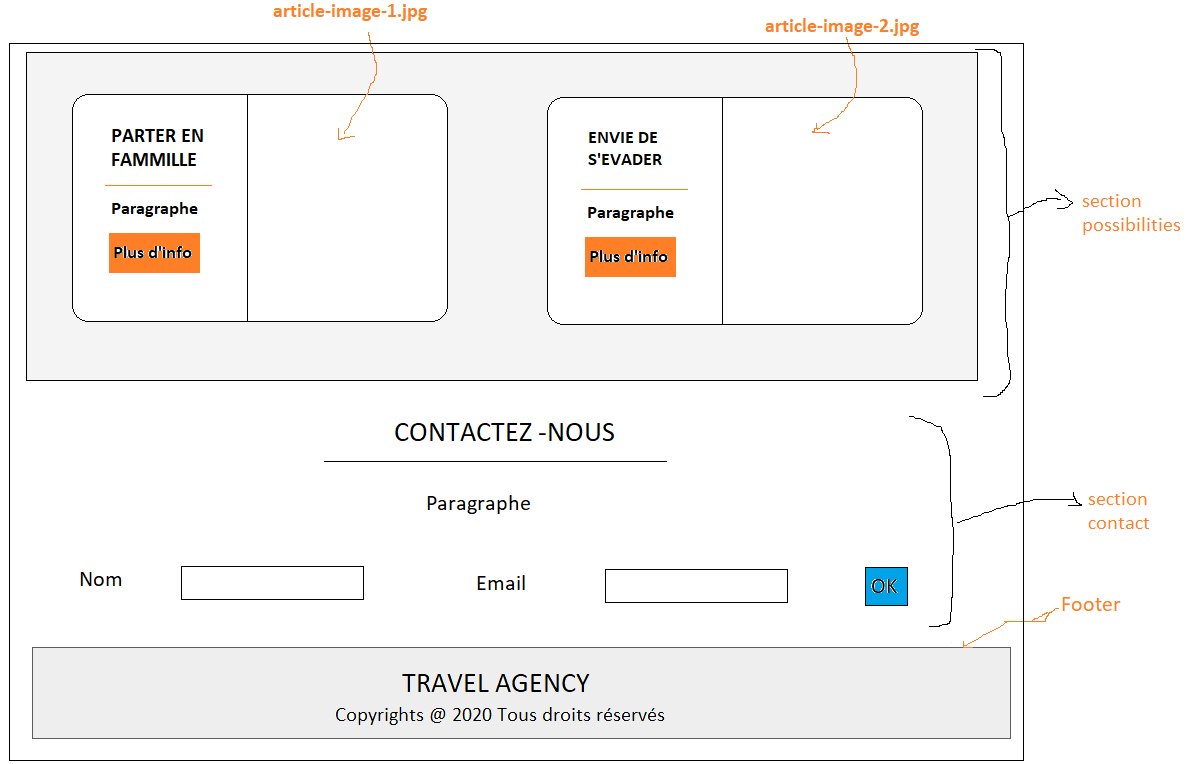 article-image-1.jpg
article-image-2.jpg
PARTER EN
FAMMILLE
Paragraphe
Plus d'info
ENVIE DE
S'EVADER
Paragraphe
Plus d'info
section
possibilities
CONTACTEZ -NOUS
Paragraphe
section
contact
Nom
Email
OK
Footer
TRAVEL AGENCY
Copyrights @ 2020 Tous droits réservés